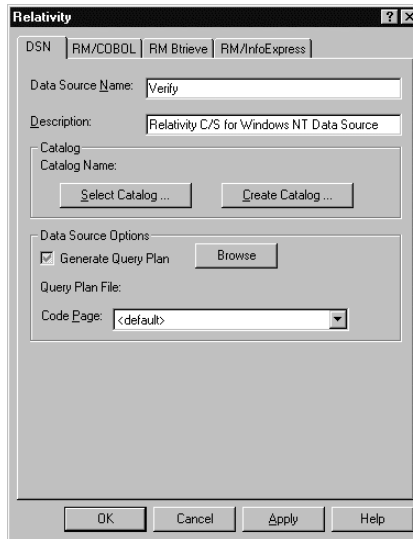 Relativity
DSN RM/COBOL RM Btrieve RM/InfoExpress
Data Source Name: Verify
Description: Relativity C/S for Windows NT Data Source
Catalog
Catalog Name:
Select Catalog ... Create Catalog ...
Data Source Options
Generate Query Plan Browse
Query Plan File:
Code Page: <default>
OK Cancel Apply Help